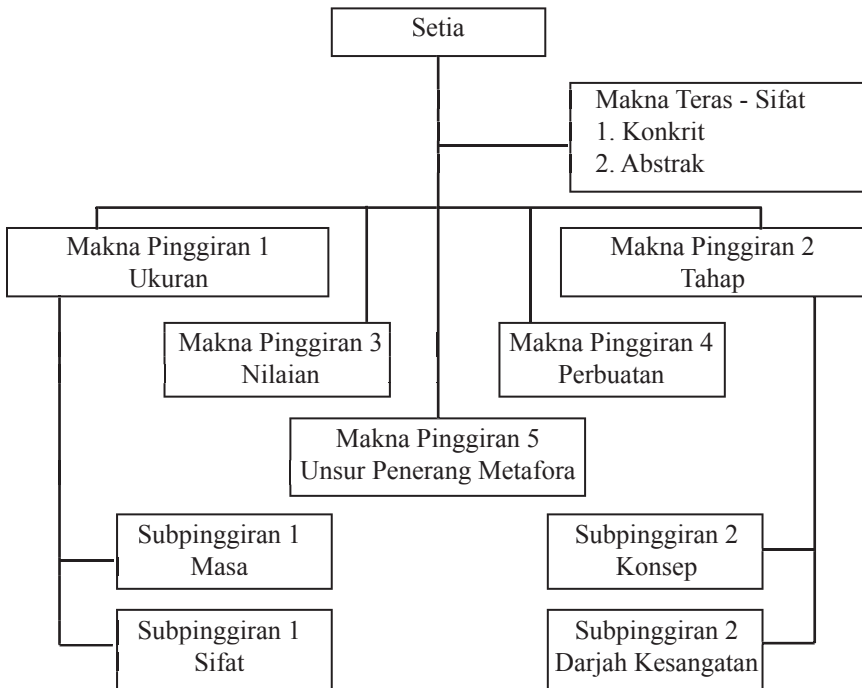 Setia
Makna Teras - Sifat
1. Konkrit
2. Abstrak
Makna Pinggiran 1
Ukuran
Makna Pinggiran 2
Tahap
Makna Pinggiran 3
Nilaian
Makna Pinggiran 4
Perbuatan
Makna Pinggiran 5
Unsur Penerang Metafora
Subpinggiran 1
Masa
Subpinggiran 2
Konsep
Subpinggiran 1
Sifat
Subpinggiran 2
Darjah Kesangatan